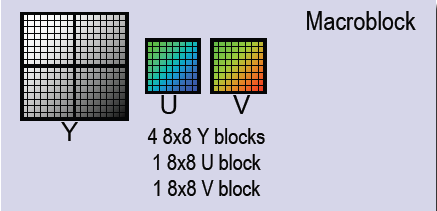 Macroblock
Y
U
V
4 8x8 Y blocks
1 8x8 U block
1 8x8 V block